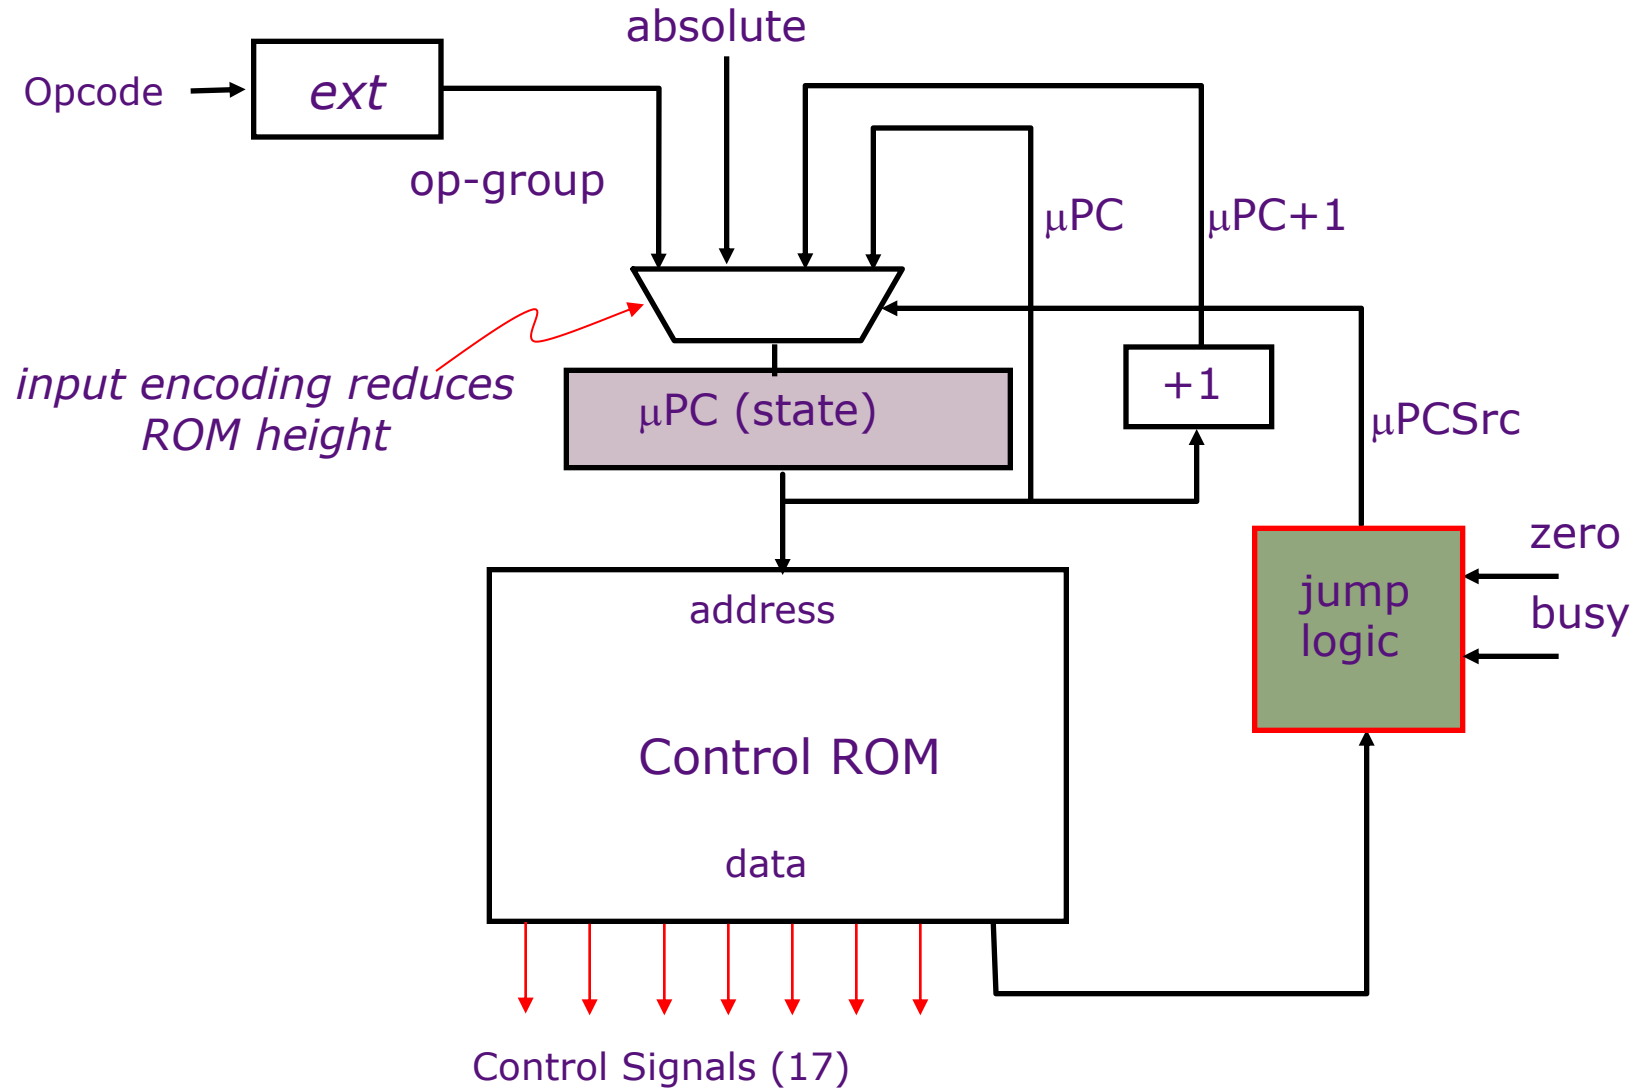 absolute
Opcode
ext
op-group
μPC
μPC+1
input encoding reduces
ROM height
μPC (state)
+1
μPCSrc
zero
busy
jump
logic
address
Control ROM
data
Control Signals (17)